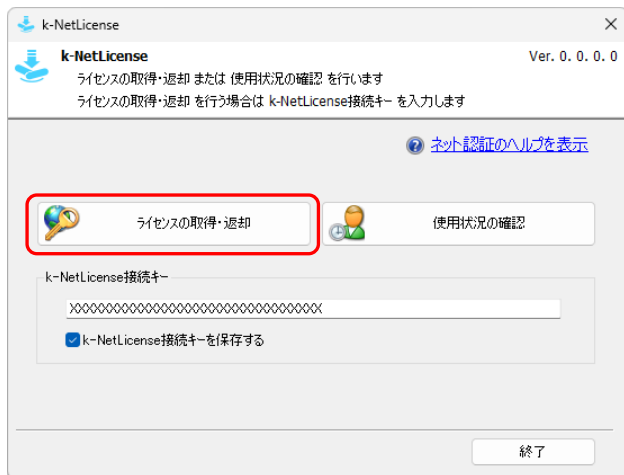 k-NetLicense
k-NetLicense
Ver. 0. 0. 0. 0
ライセンスの取得・返却 または 使用状況の確認 を行います
ライセンスの取得・返却 を行う場合は k-NetLicense接続キー を入力します
ネット認証のヘルプを表示
ライセンスの取得・返却
使用状況の確認
k-NetLicense接続キー
XXXXXXXXXXXXXXXXXXXXXXXXXXXXXXXX
k-NetLicense接続キーを保存する
終了